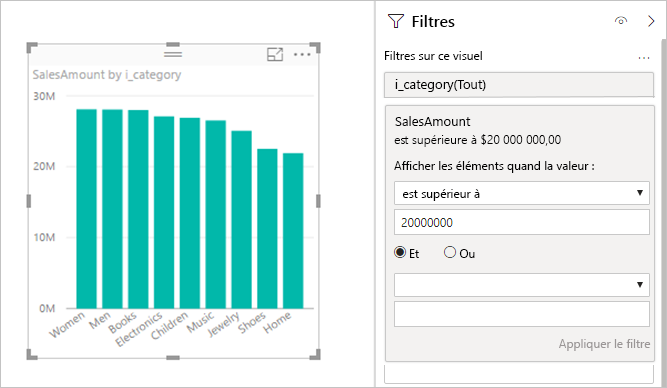 SalesAmount by i_category
30M
20M
10M
0M
Women
Men
Books
Electronics
Children
Music
Jewelry
Shoes
Home
Filtres
Filtres sur ce visuel
i_category(Tout)
SalesAmount
est supérieure à $20 000 000,00
Afficher les éléments quand la valeur :
est supérieur à
20000000
Et Ou
Appliquer le filtre